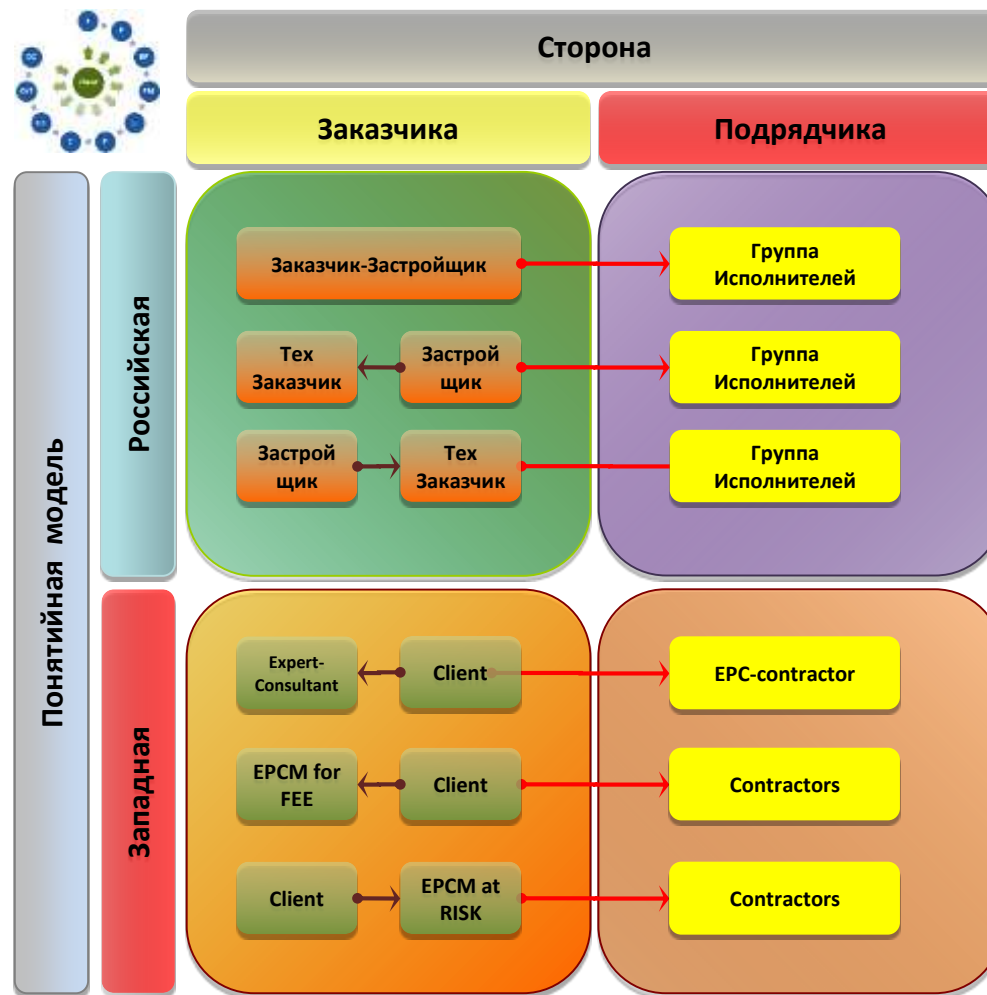 Сторона
Заказчика
Подрядчика
Понятийная модель
Российская
Заказчик-Застройщик
Группа
Исполнителей
Тех
Заказчик
Застрой
щик
Группа
Исполнителей
Застрой
щик
Тех
Заказчик
Группа
Исполнителей
Западная
Expert-
Consultant
Client
EPC-contractor
EPCM for
FEE
Client
Contractors
Client
EPCM at
RISK
Contractors